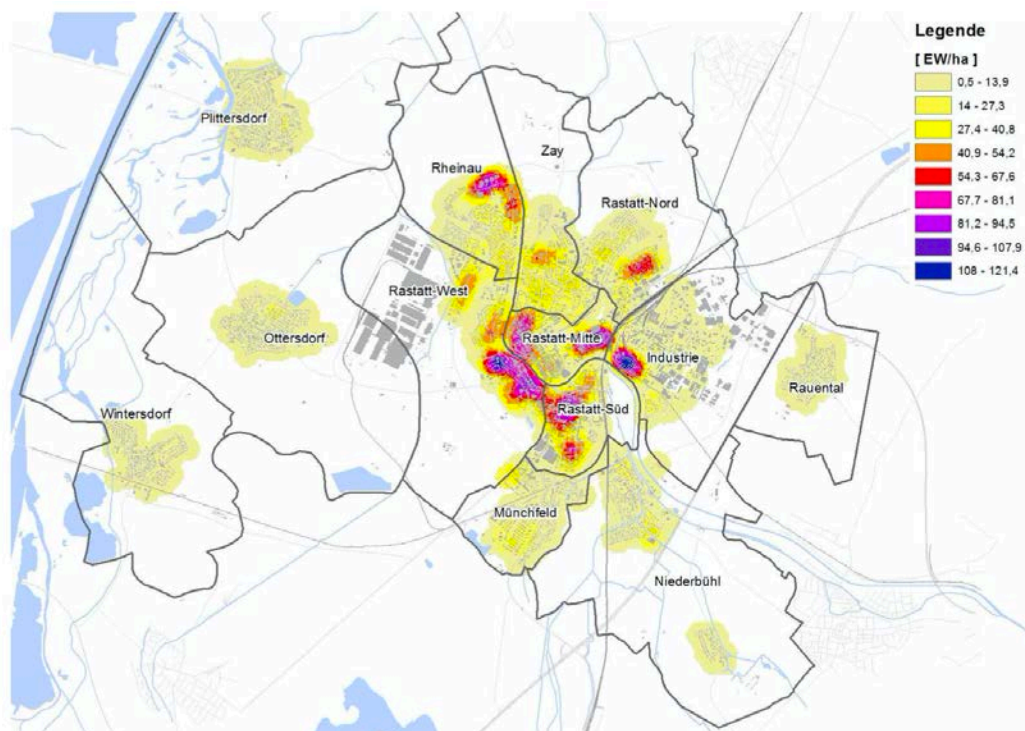 Legende
[ EW/ha ]
0,5 - 13,9
14 - 27,3
27,4 - 40,8
40,9 - 54,2
54,3 - 67,6
67,7 - 81,1
81,2 - 94,5
94,6 - 107,9
108 - 121,4
Plittersdorf
Zay
Rheinau
Rastatt-Nord
Rastatt-West
Ottersdorf
Rastatt-Mitte
Industrie
Rauental
Wintersdorf
Rastatt-Süd
Münchfeld
Niederbühl